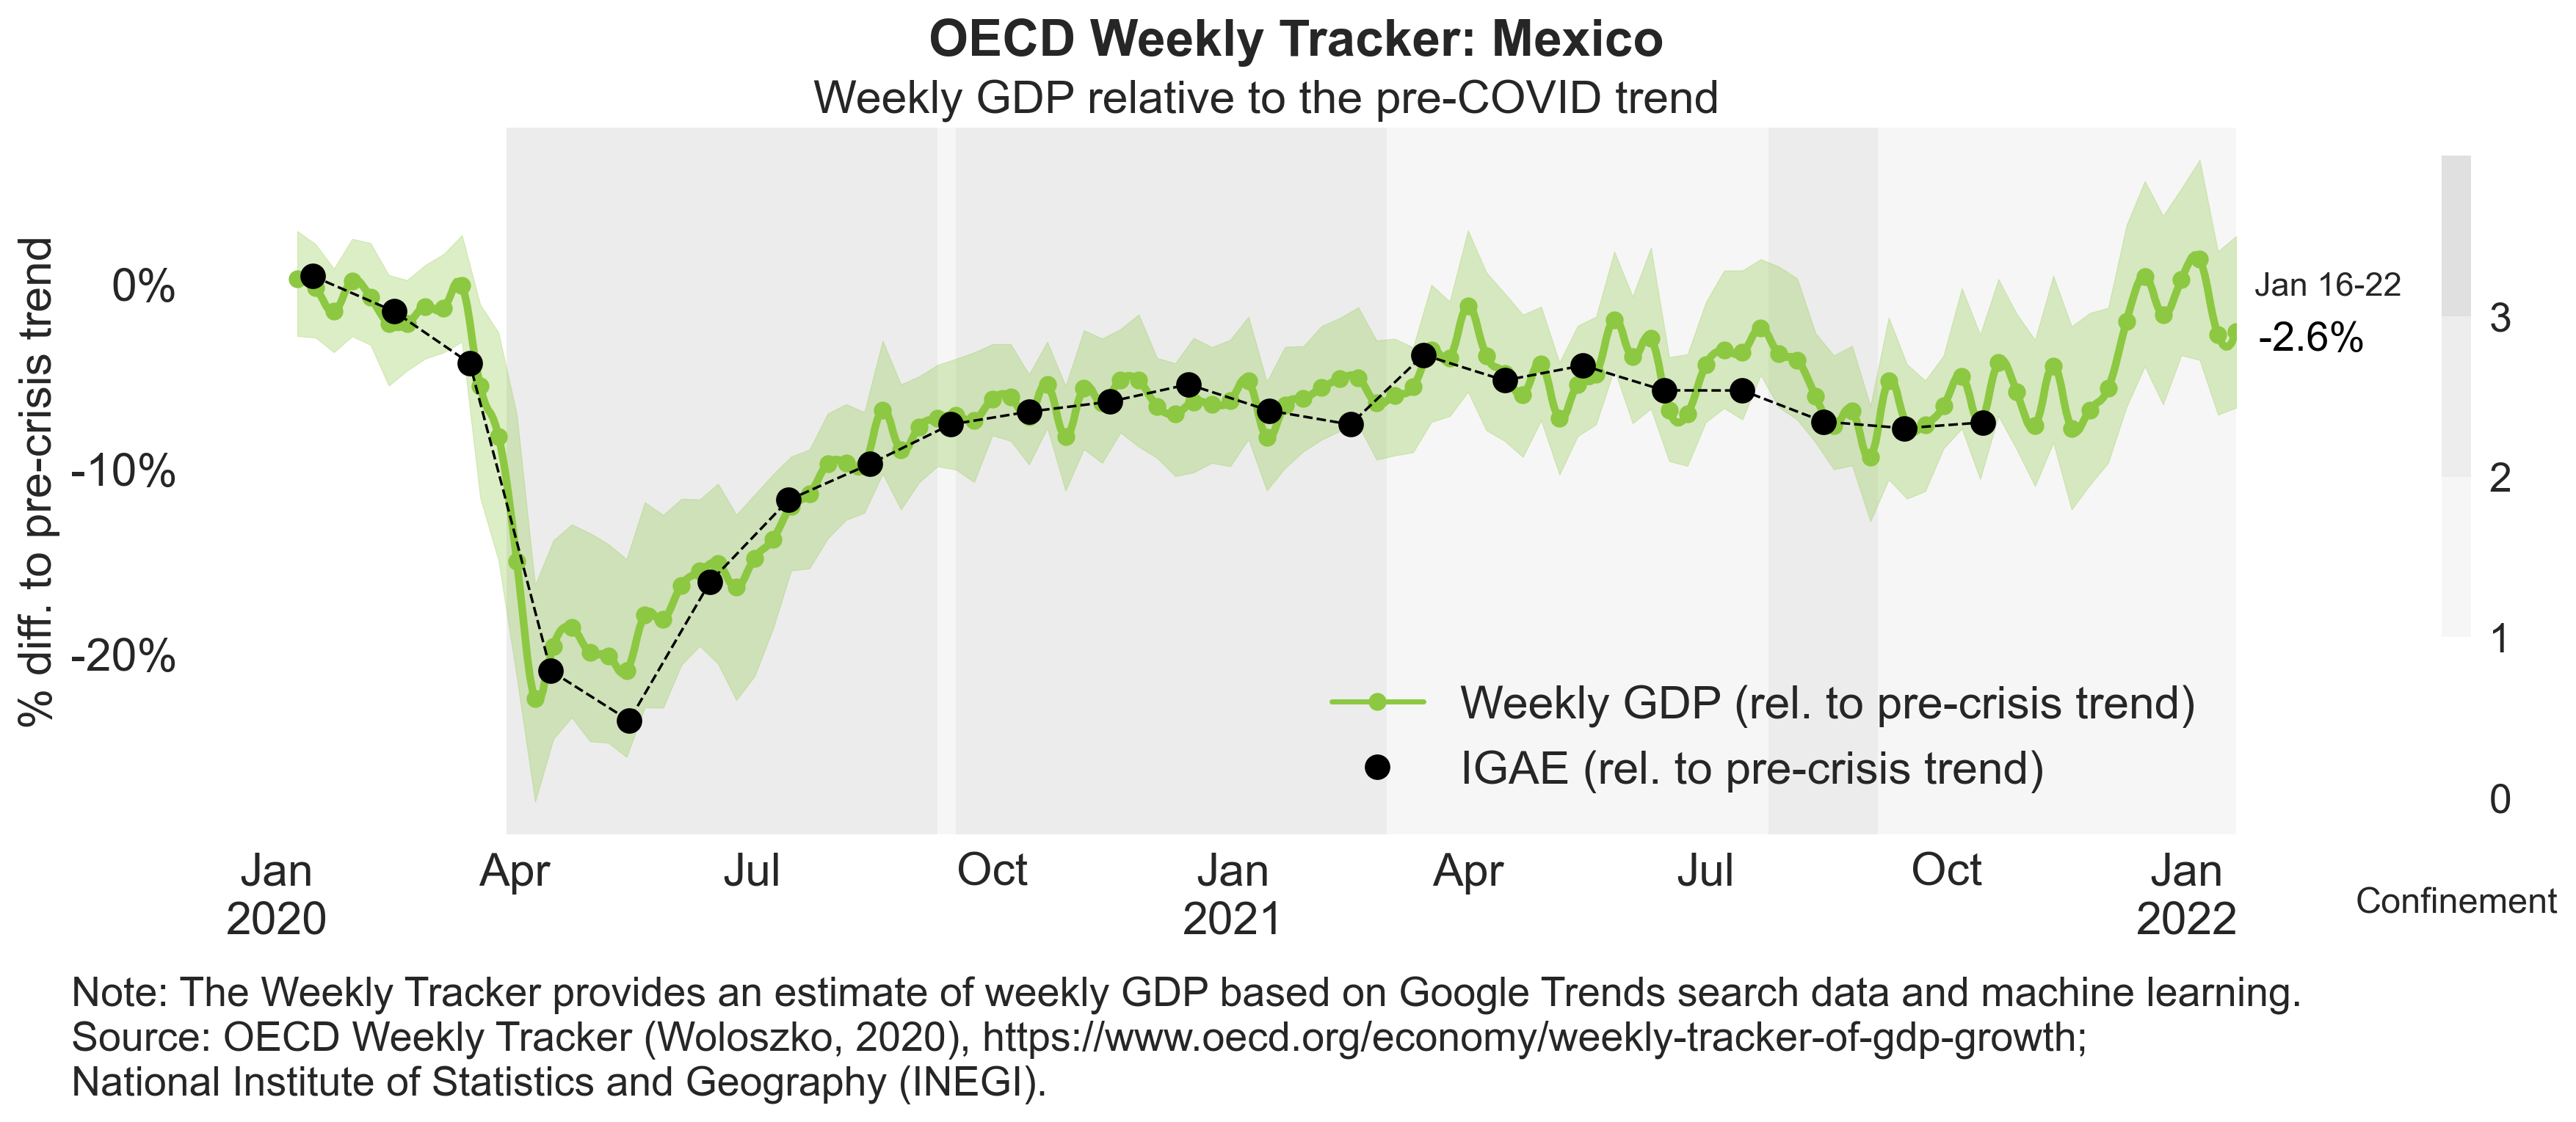 OECD Weekly Tracker: Mexico
Weekly GDP relative to the pre-COVID trend
% diff. to pre-crisis trend
0%
-10%
-20%
Jan 16-22
-2.6%
3
2
1
0
Confinement
Weekly GDP (rel. to pre-crisis trend)
IGAE (rel. to pre-crisis trend)
Jan Apr Jul Oct Jan Apr Jul Oct Jan
2020 2021 2022
Note: The Weekly Tracker provides an estimate of weekly GDP based on Google Trends search data and machine learning.
Source: OECD Weekly Tracker (Woloszko, 2020), https://www.oecd.org/economy/weekly-tracker-of-gdp-growth;
National Institute of Statistics and Geography (INEGI).